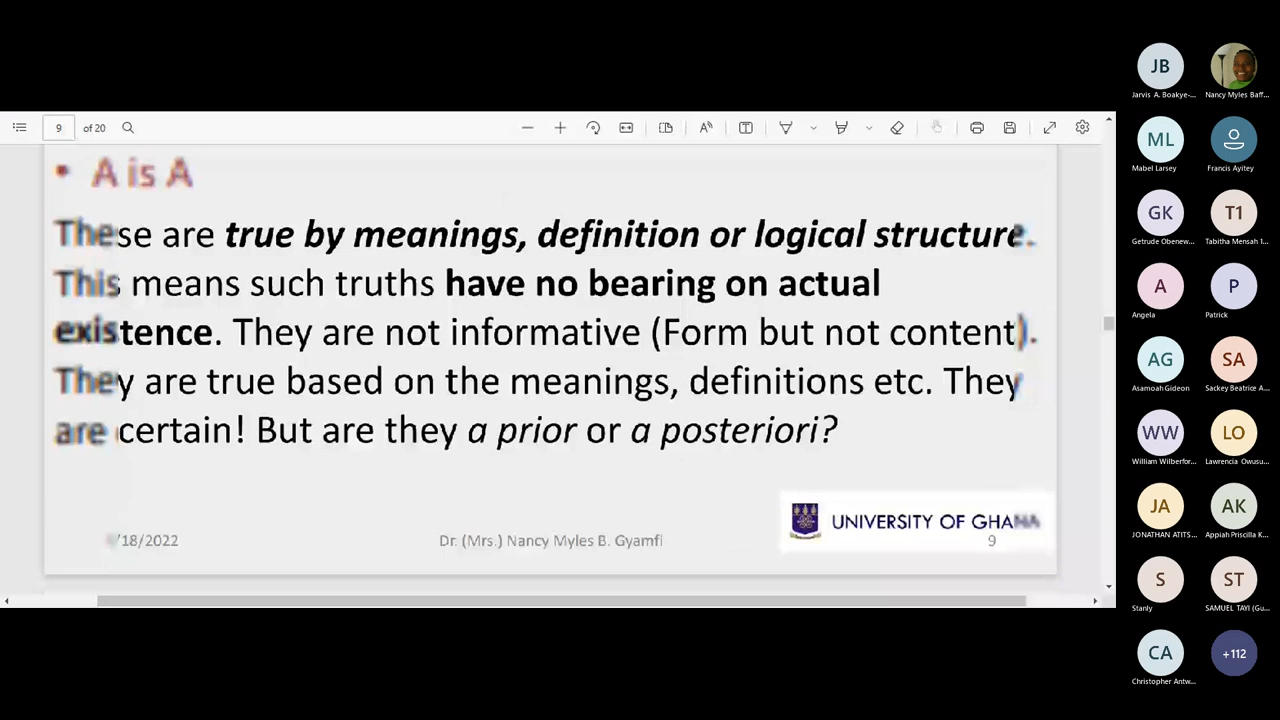 9 of 20
• A is A
These are true by meanings, definition or logical structure.
This means such truths have no bearing on actual
existence. They are not informative (Form but not content).
They are true based on the meanings, definitions etc. They
are certain! But are they a prior or a posteriori?
/18/2022
Dr. (Mrs.) Nancy Myles B. Gyamfi
UNIVERSITY OF GHANA
9
JB
Jarvis A. Boakye-...
Nancy Myles Baff...
ML
Mabel Larsey
Francis Ayitey
GK
Getrude Obenew...
T1
Tabitha Mensah 1...
A
Angela
P
Patrick
AG
Asamoah Gideon
SA
Sackey Beatrice A...
WW
William Wilberfor...
LO
Lawrencia Owusu...
JA
JONATHAN ATITS...
AK
Appiah Priscilla K...
S
Stanly
ST
SAMUEL TAYI (Gu...
CA
Christopher Antw...
+112